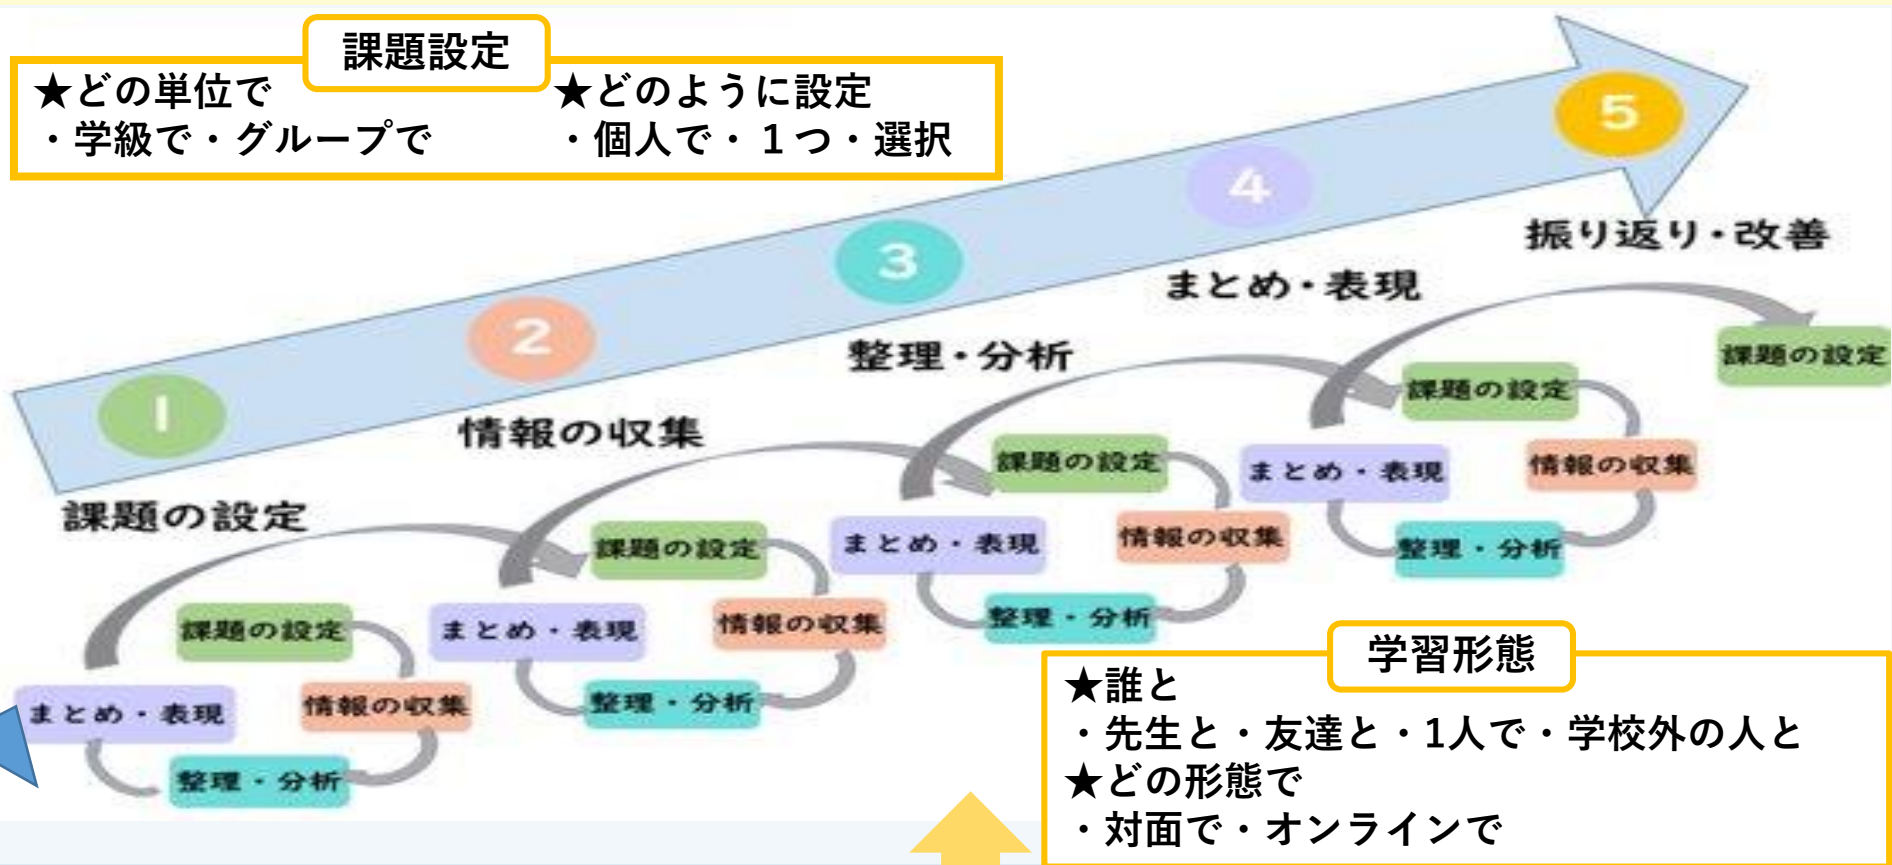 課題設定
★どの単位で
・学級で・グループで
★どのように設定
・個人で・１つ・選択
1
2
3
4
5
課題の設定
情報の収集
整理・分析
まとめ・表現
振り返り・改善
課題の設定
情報の収集
整理・分析
まとめ・表現
課題の設定
情報の収集
整理・分析
まとめ・表現
課題の設定
情報の収集
整理・分析
まとめ・表現
課題の設定
情報の収集
整理・分析
まとめ・表現
課題の設定
学習形態
★誰と
・先生と・友達と・1人で・学校外の人と
★どの形態で
・対面で・オンラインで